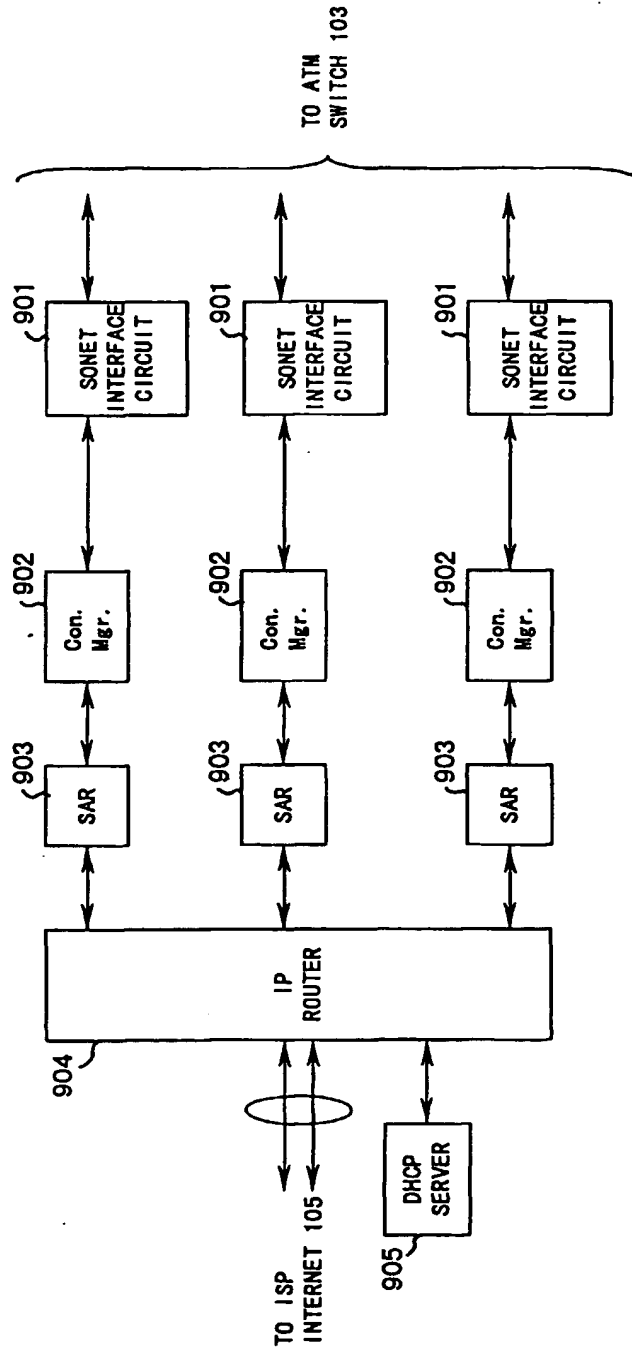 TO ATM
SWITCH 103
901
SONET
INTERFACE
CIRCUIT
901
SONET
INTERFACE
CIRCUIT
901
SONET
INTERFACE
CIRCUIT
902
Con.
Mgr.
902
Con.
Mgr.
902
Con.
Mgr.
903
SAR
903
SAR
903
SAR
IP
ROUTER
904
TO ISP
INTERNET 105
DHCP
SERVER
905